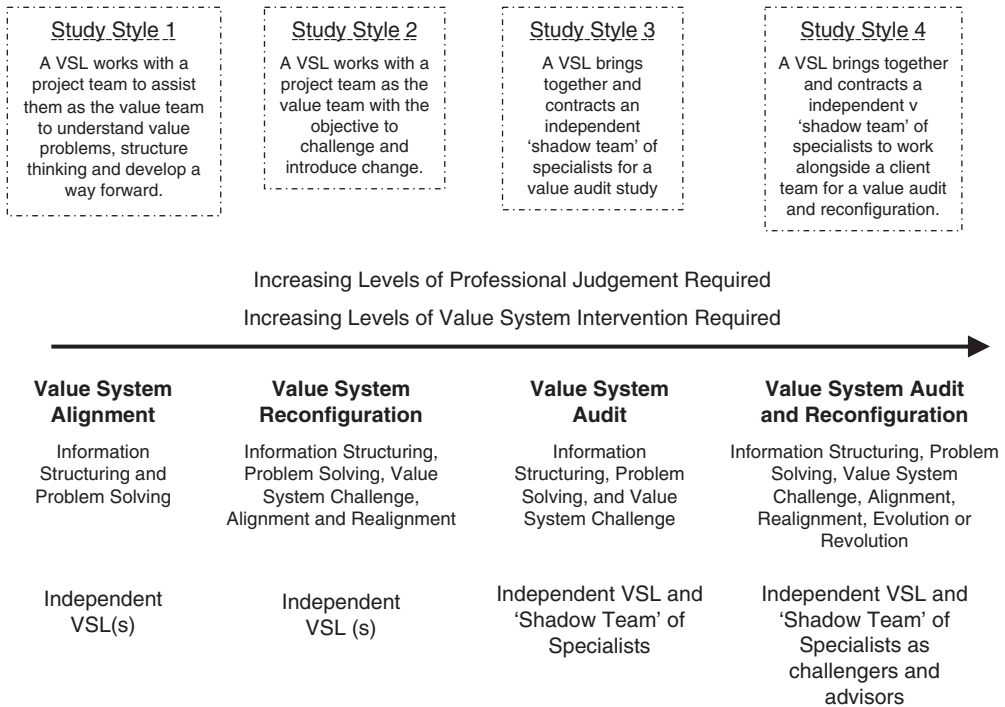 Study Style 1
A VSL works with a
project team to assist
them as the value team
to understand value
problems, structure
thinking and develop a
way forward.
Study Style 2
A VSL works with a
project team as the
value team with the
objective to
challenge and
introduce change.
Study Style 3
A VSL brings
together and
contracts an
independent
‘shadow team’ of
specialists for a
value audit study
Study Style 4
A VSL brings together
and contracts a
independent v
‘shadow team’ of
specialists to work
alongside a client
team for a value audit
and reconfiguration.
Increasing Levels of Professional Judgement Required
Increasing Levels of Value System Intervention Required
Value System
Alignment
Information
Structuring and
Problem Solving
Independent
VSL(s)
Value System
Reconfiguration
Information Structuring,
Problem Solving, Value
System Challenge,
Alignment and Realignment
Independent
VSL (s)
Value System
Audit
Information
Structuring, Problem
Solving, and Value
System Challenge
Independent VSL and
‘Shadow Team’ of
Specialists
Value System Audit
and Reconfiguration
Information Structuring, Problem
Solving, Value System
Challenge, Alignment,
Realignment, Evolution or
Revolution
Independent VSL and
‘Shadow Team’ of
Specialists as
challengers and
advisors